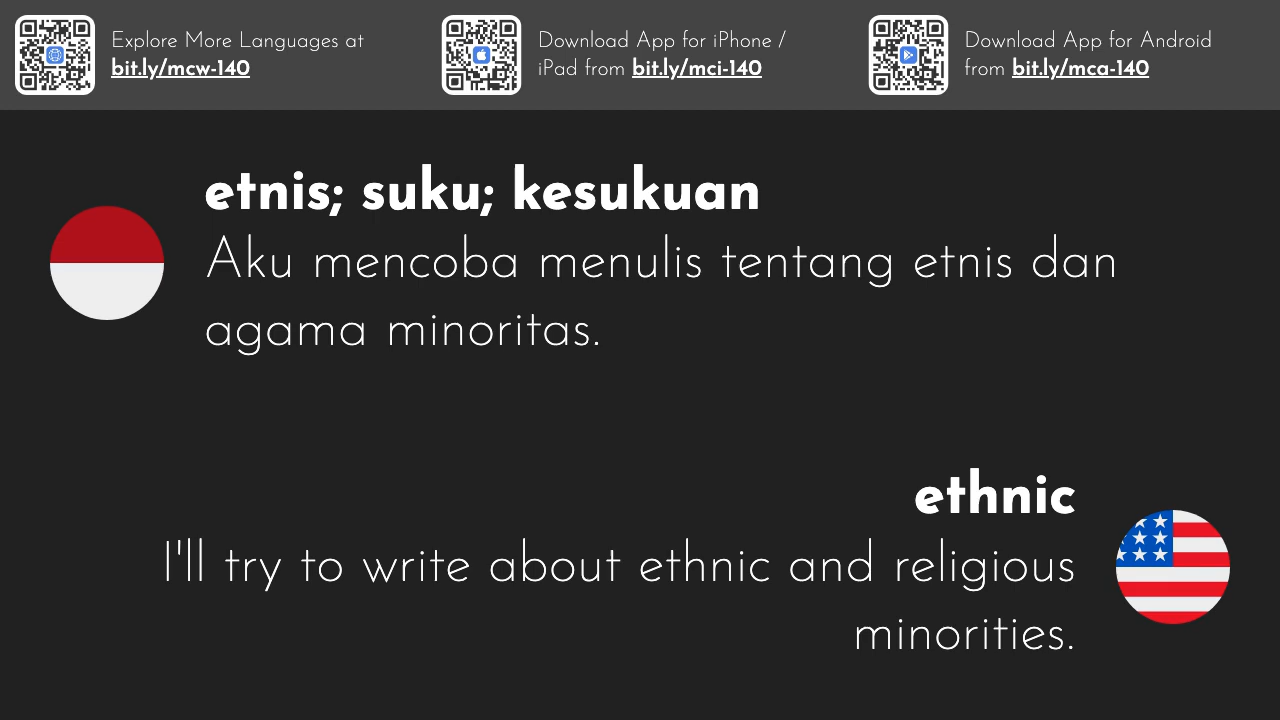 Explore More Languages at
bit.ly/mcw-140
Download App for iPhone /
iPad from bit.ly/mci-140
Download App for Android
from bit.ly/mca-140
etnis; suku; kesukuan
Aku mencoba menulis tentang etnis dan
agama minoritas.
ethnic
I'll try to write about ethnic and religious
minorities.